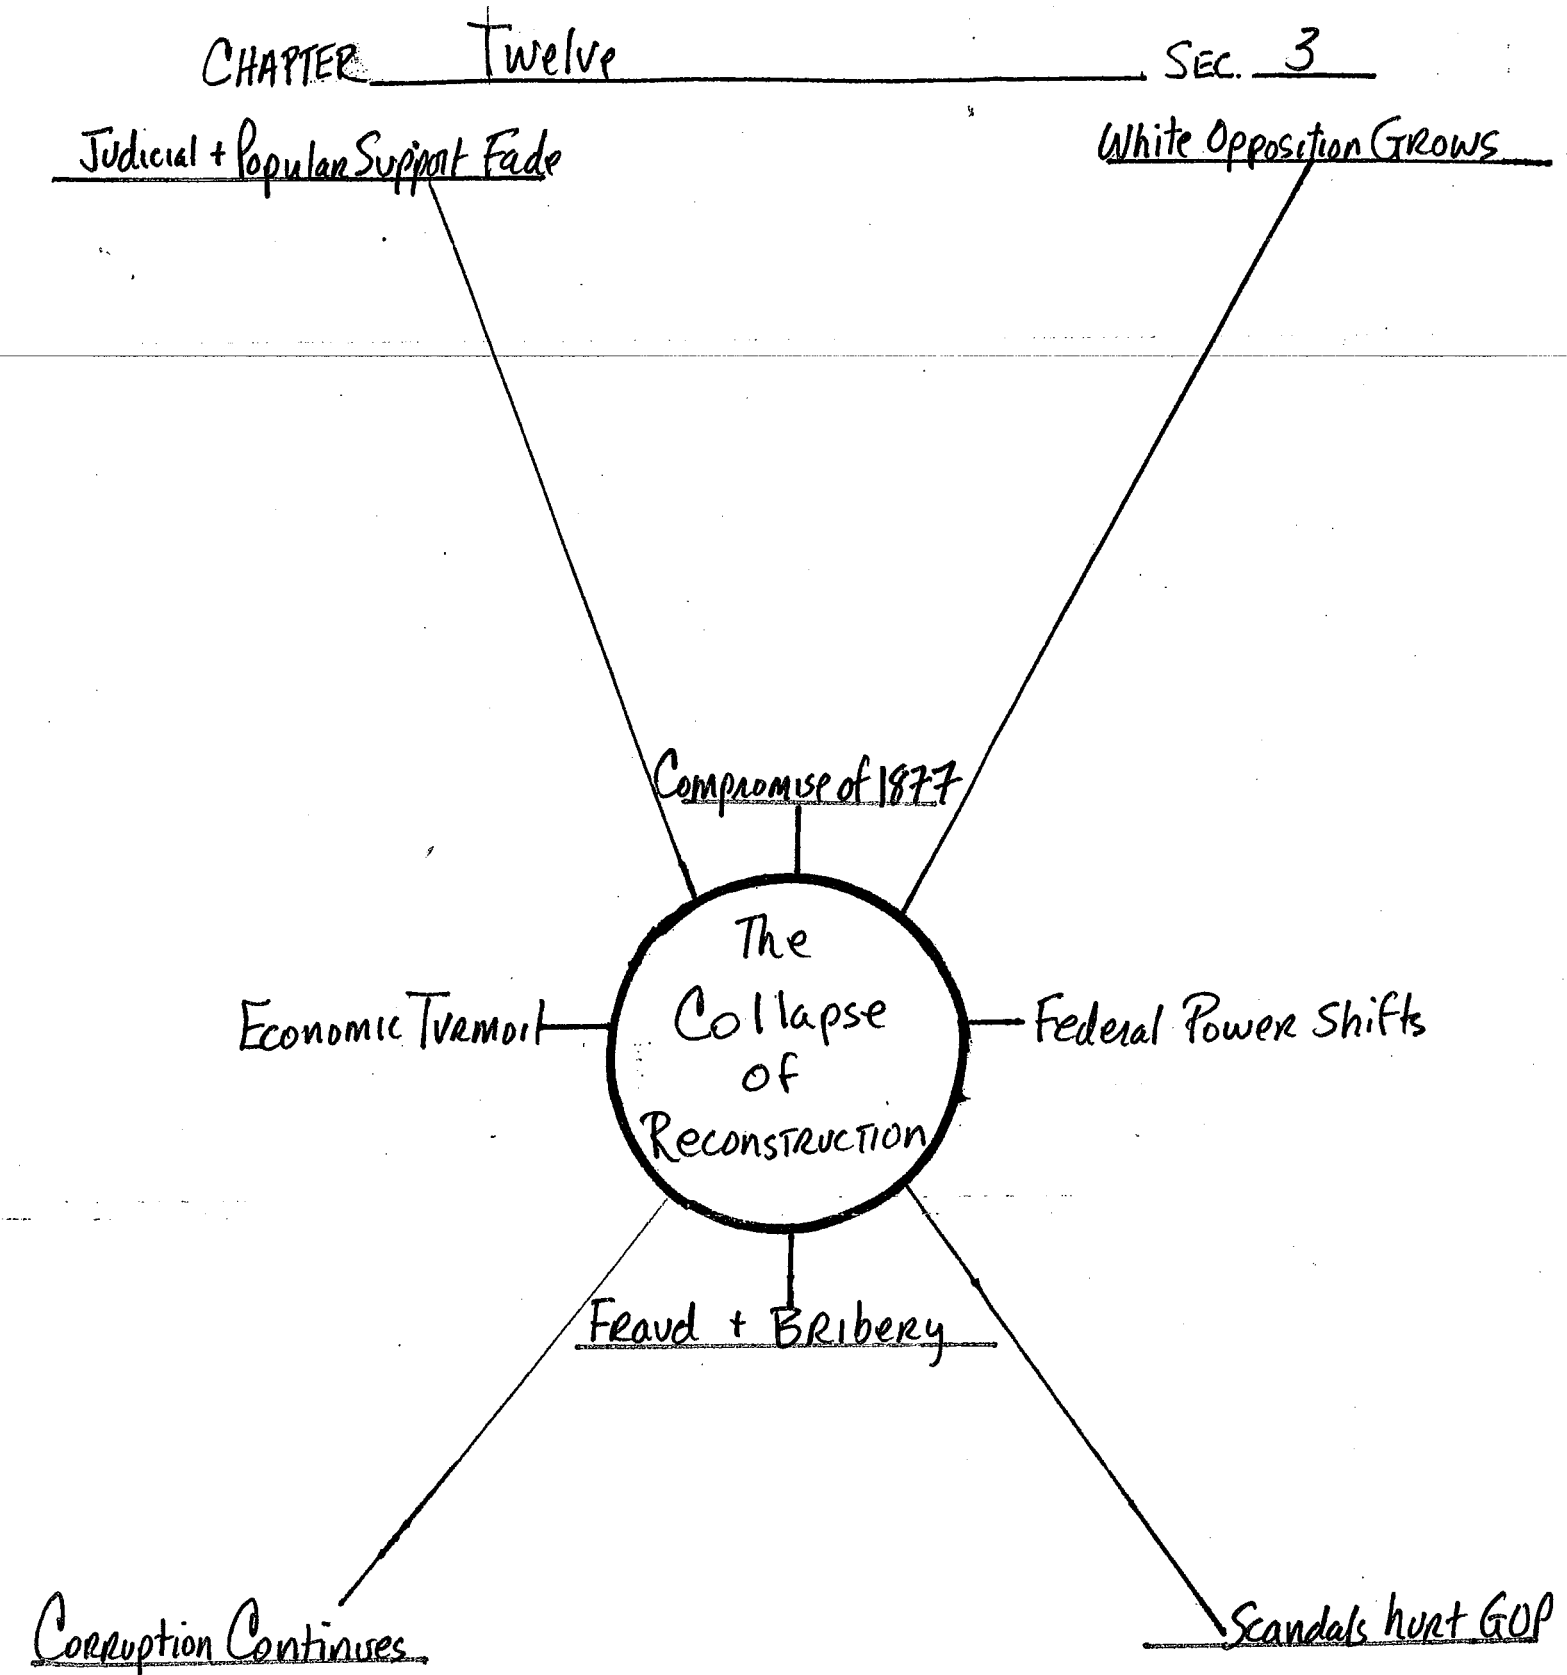 CHAPTER Twelve SEC. 3
Judicial + Popular Support Fade
White Opposition Grows
Compromise of 1877
The
Collapse
of
Reconstruction
Economic Turmoil
Federal Power Shifts
Fraud + Bribery
Corruption Continues
Scandals hurt GOP